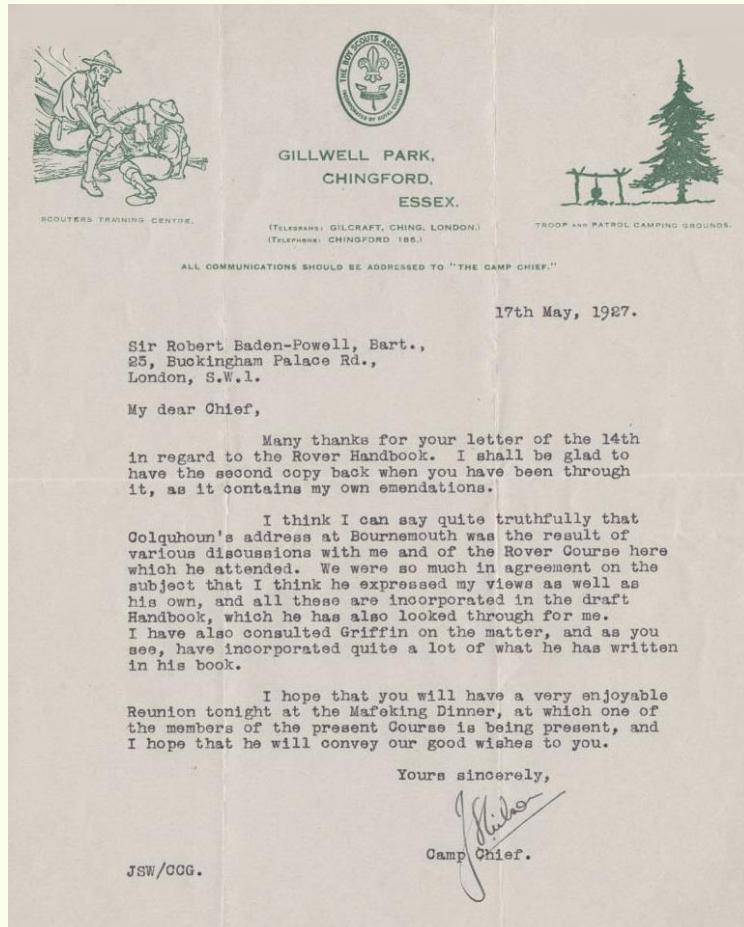 THE BOY SCOUTS ASSOCIATION
INCORPORATED BY ROYAL CHARTER
GILLWELL PARK,
CHINGFORD,
ESSEX.
(TELEGRAMS: GILCRAFT, CHING, LONDON.)
(TELEPHONE: CHINGFORD 186.)
SCOUTERS TRAINING CENTRE.
TROOP AND PATROL CAMPING GROUNDS.
ALL COMMUNICATIONS SHOULD BE ADDRESSED TO "THE CAMP CHIEF."
17th May, 1927.
Sir Robert Baden-Powell, Bart.,
25, Buckingham Palace Rd.,
London, S.W.1.
My dear Chief,
Many thanks for your letter of the 14th
in regard to the Rover Handbook. I shall be glad to
have the second copy back when you have been through
it, as it contains my own emendations.
I think I can say quite truthfully that
Colquhoun's address at Bournemouth was the result of
various discussions with me and of the Rover Course here
which he attended. We were so much in agreement on the
subject that I think he expressed my views as well as
his own, and all these are incorporated in the draft
Handbook, which he has also looked through for me.
I have also consulted Griffin on the matter, and as you
see, have incorporated quite a lot of what he has written
in his book.
I hope that you will have a very enjoyable
Reunion tonight at the Mafeking Dinner, at which one of
the members of the present Course is being present, and
I hope that he will convey our good wishes to you.
Yours sincerely,
JSWilson
Camp Chief.
JSW/CCG.